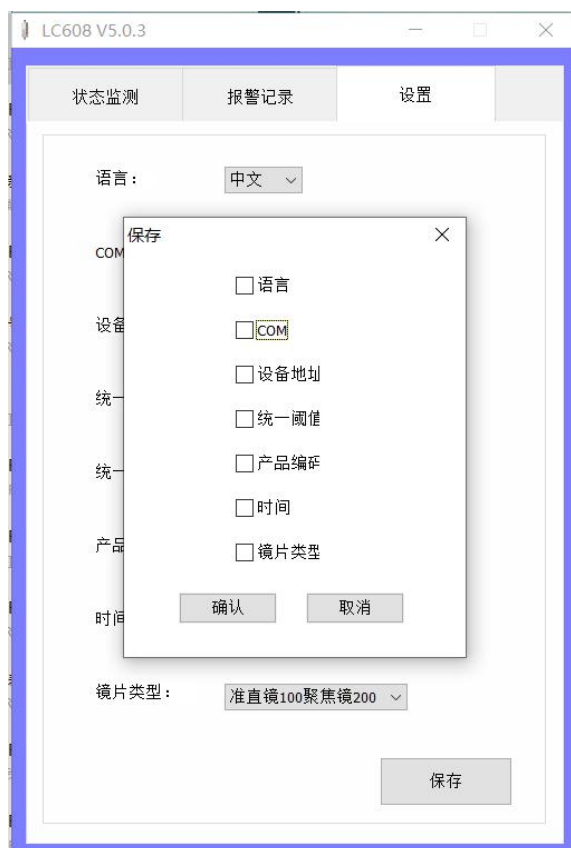 LC608 V5.0.3
状态监测
报警记录
设置
语言：
中文
保存
COM
语言
COM
设备
设备地址
统一
统一阈值
统一
产品编码
产品
时间
时间
镜片类型
确认
取消
镜片类型：
准直镜100聚焦镜200
保存